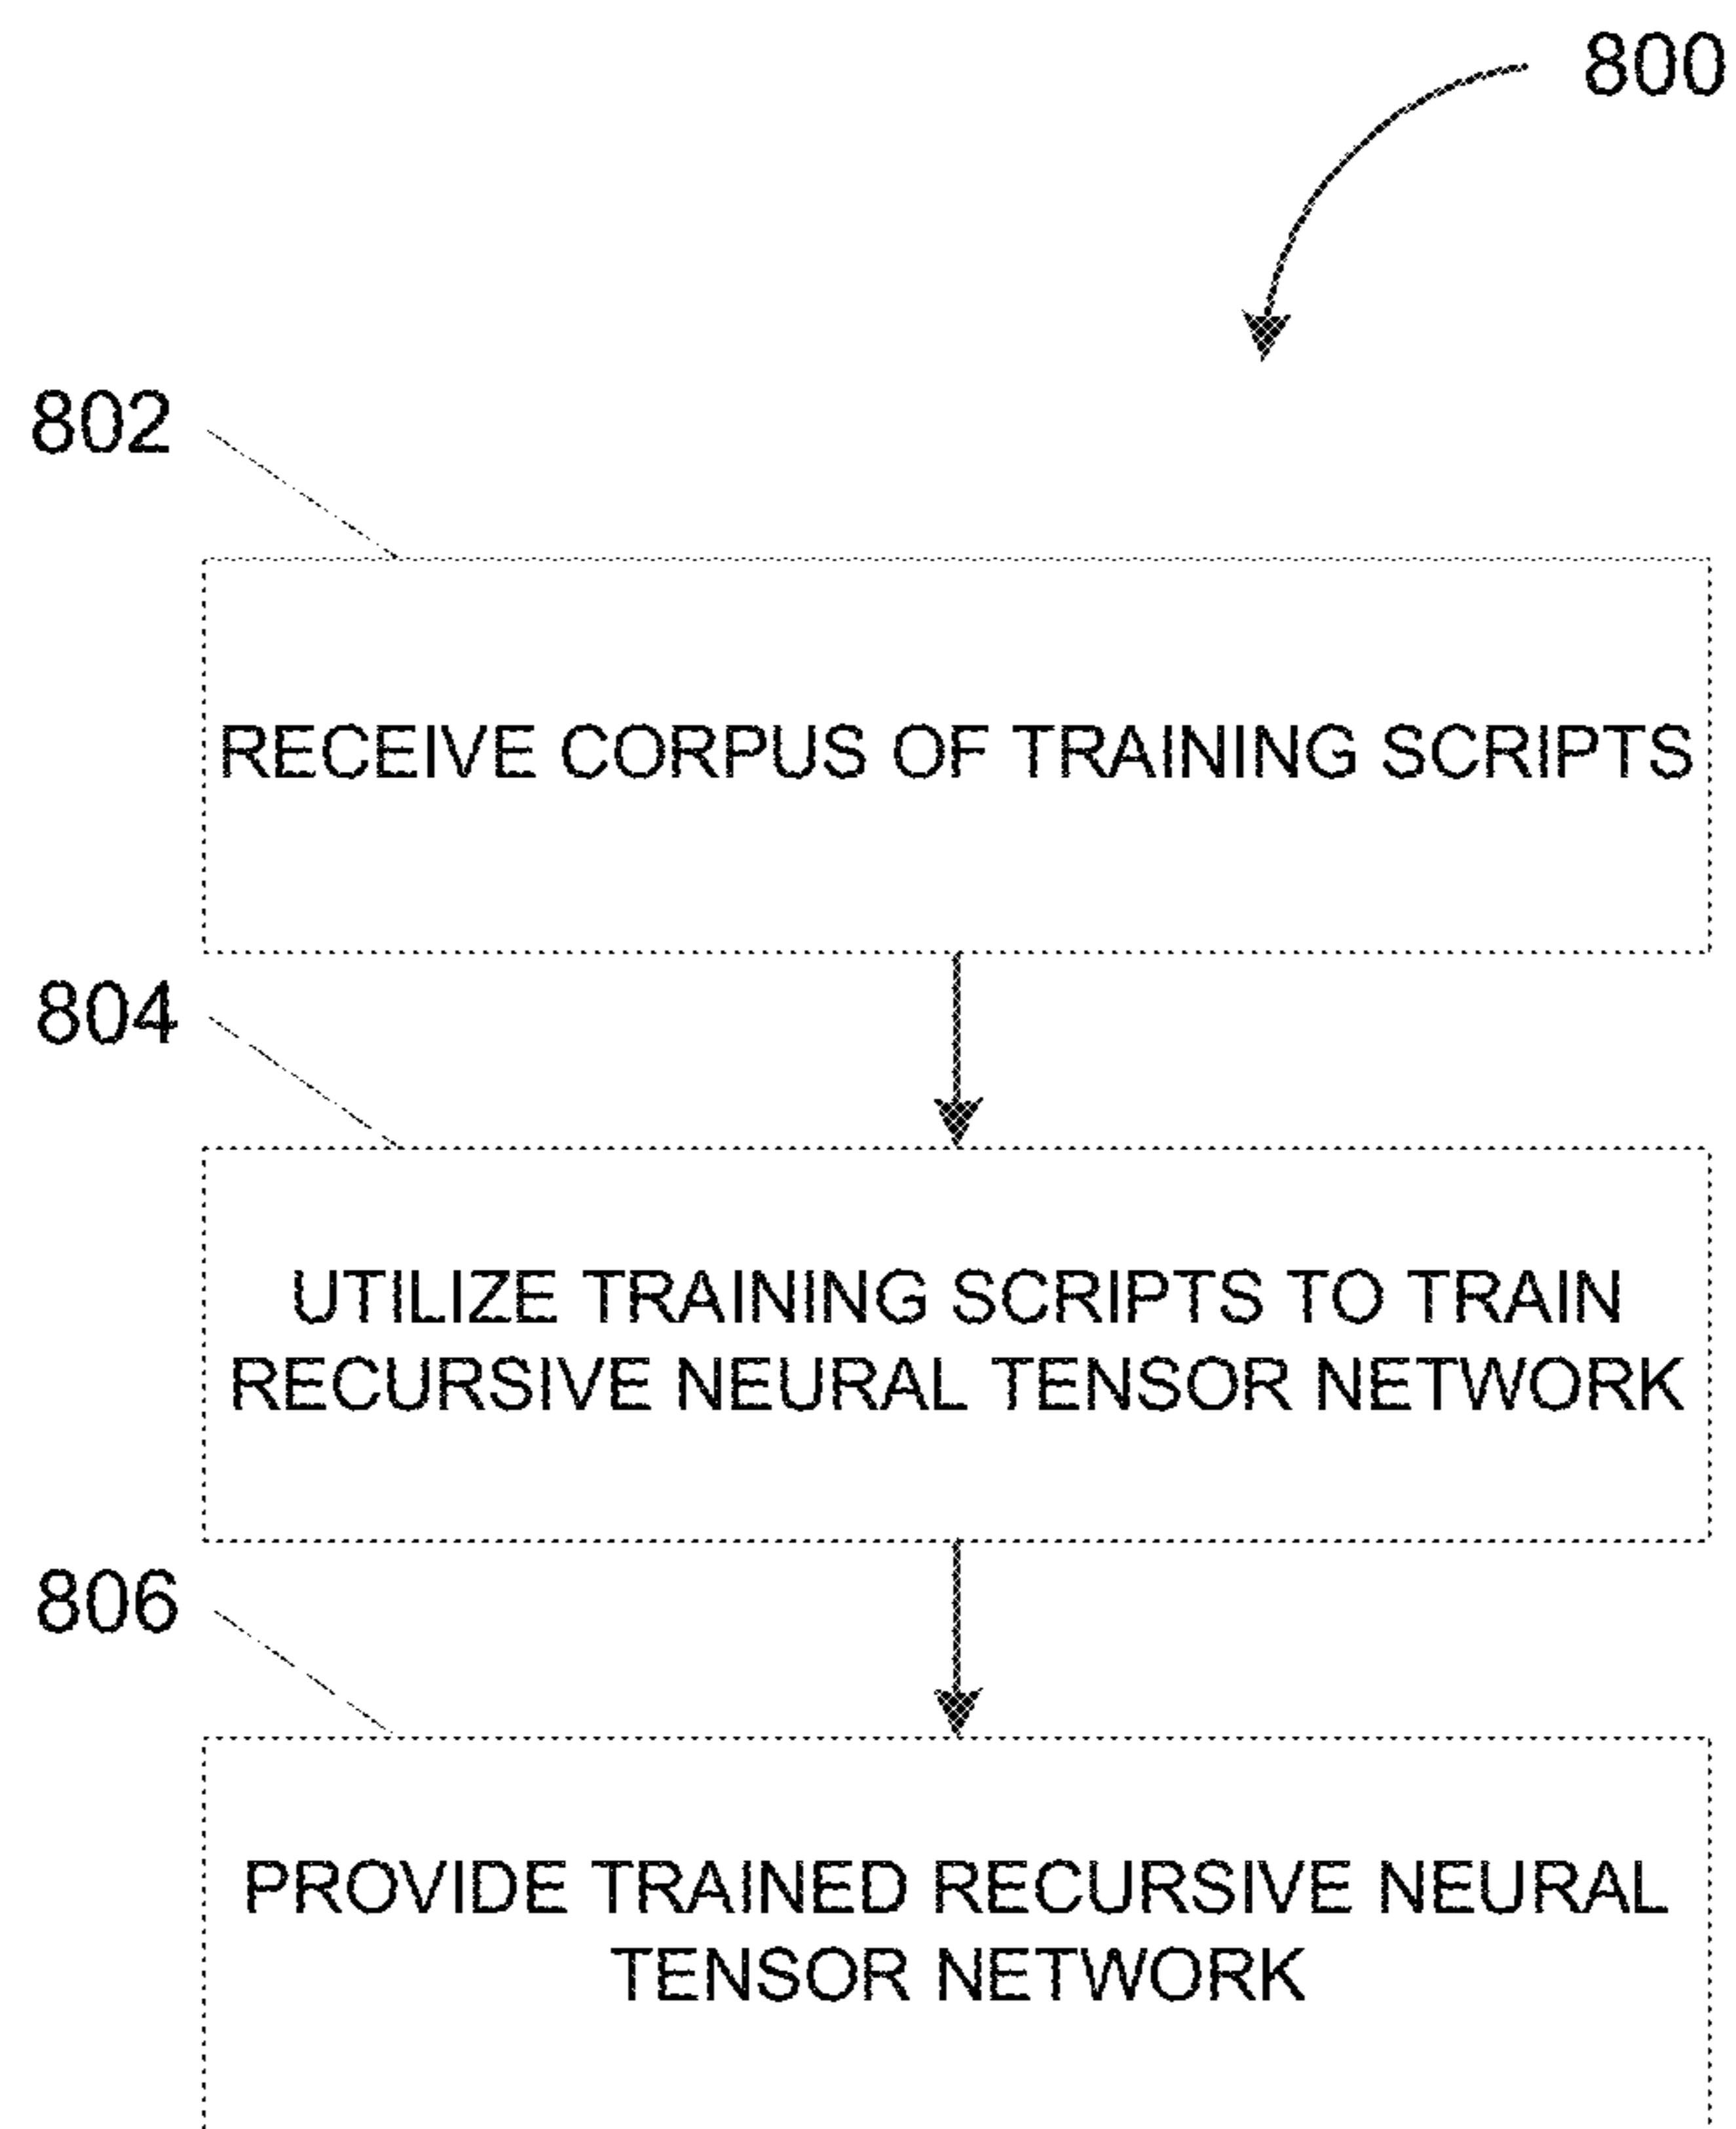 800
802
RECEIVE CORPUS OF TRAINING SCRIPTS
804
UTILIZE TRAINING SCRIPTS TO TRAIN
RECURSIVE NEURAL TENSOR NETWORK
806
PROVIDE TRAINED RECURSIVE NEURAL
TENSOR NETWORK